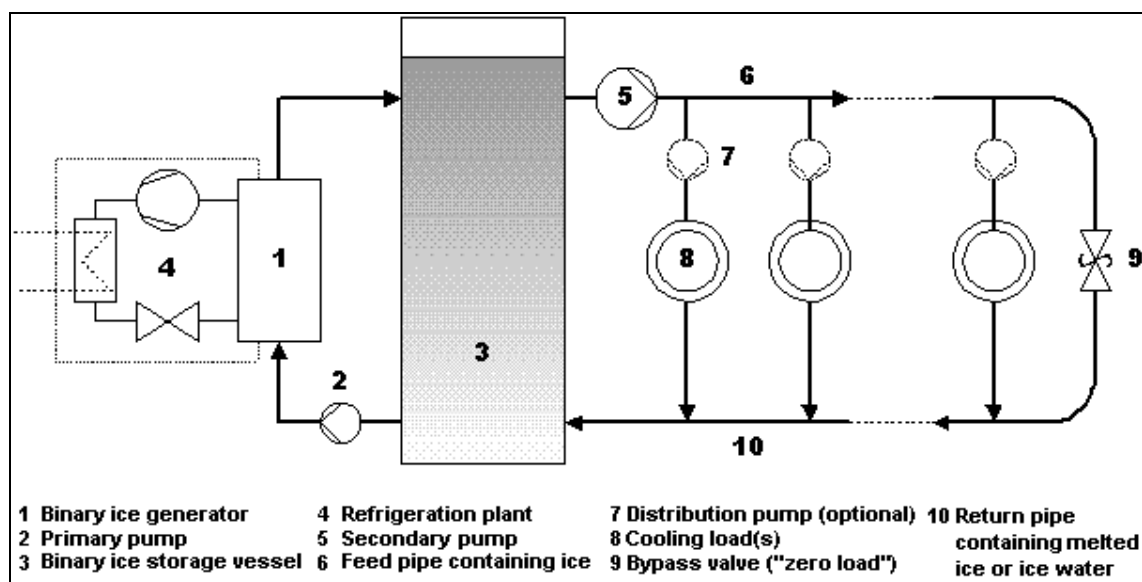 6
5
7
4
1
8
9
3
2
10
1 Binary ice generator
2 Primary pump
3 Binary ice storage vessel
4 Refrigeration plant
5 Secondary pump
6 Feed pipe containing ice
7 Distribution pump (optional)
8 Cooling load(s)
9 Bypass valve ("zero load")
10 Return pipe
containing melted
ice or ice water